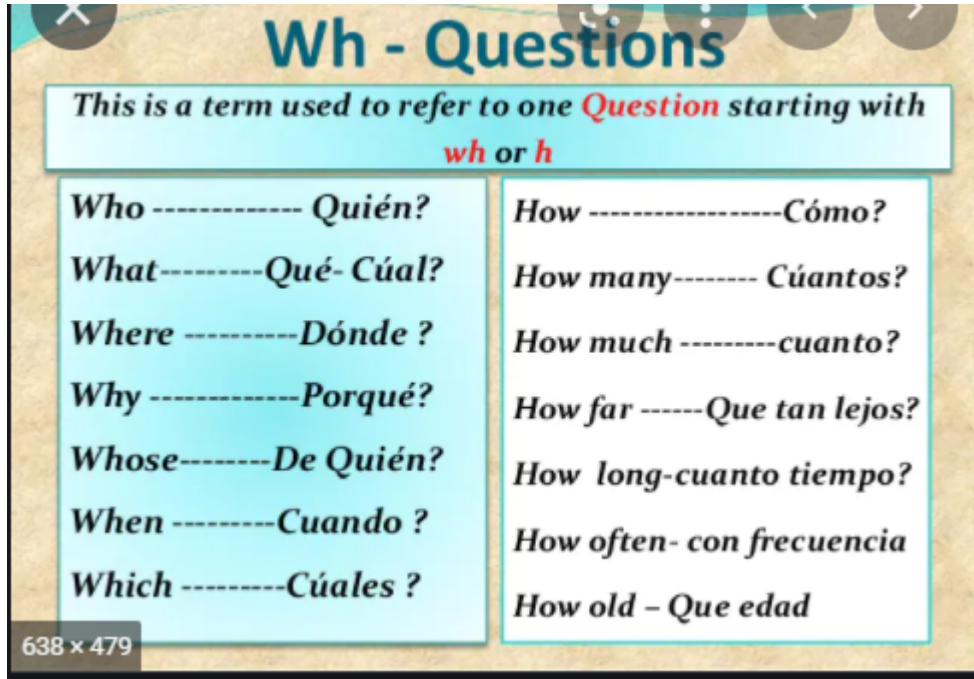 Wh - Questions
This is a term used to refer to one Question starting with
wh or h
Who ------------- Quién?
What---------Qué- Cúal?
Where ----------Dónde ?
Why -------------Porqué?
Whose--------De Quién?
When ---------Cuando ?
Which ---------Cúales ?
How -----------------Cómo?
How many-------- Cúantos?
How much ---------cuanto?
How far ------Que tan lejos?
How long-cuanto tiempo?
How often- con frecuencia
How old – Que edad
638 × 479